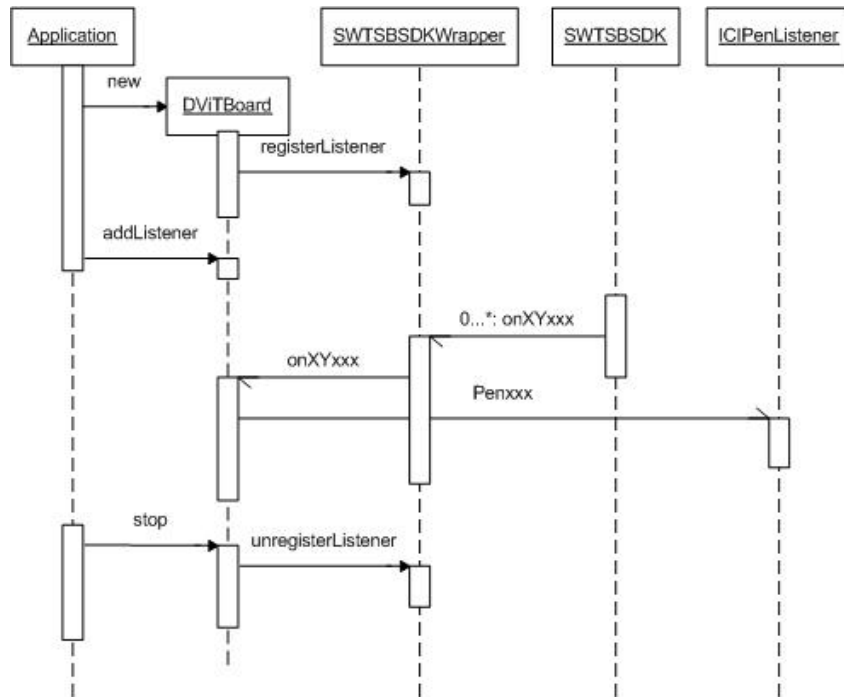 Application
SWTSBSDKWrapper
SWTSBSDK
ICIPenListener
new
DViTBoard
registerListener
addListener
0...*: onXYxxx
onXYxxx
Penxxx
stop
unregisterListener